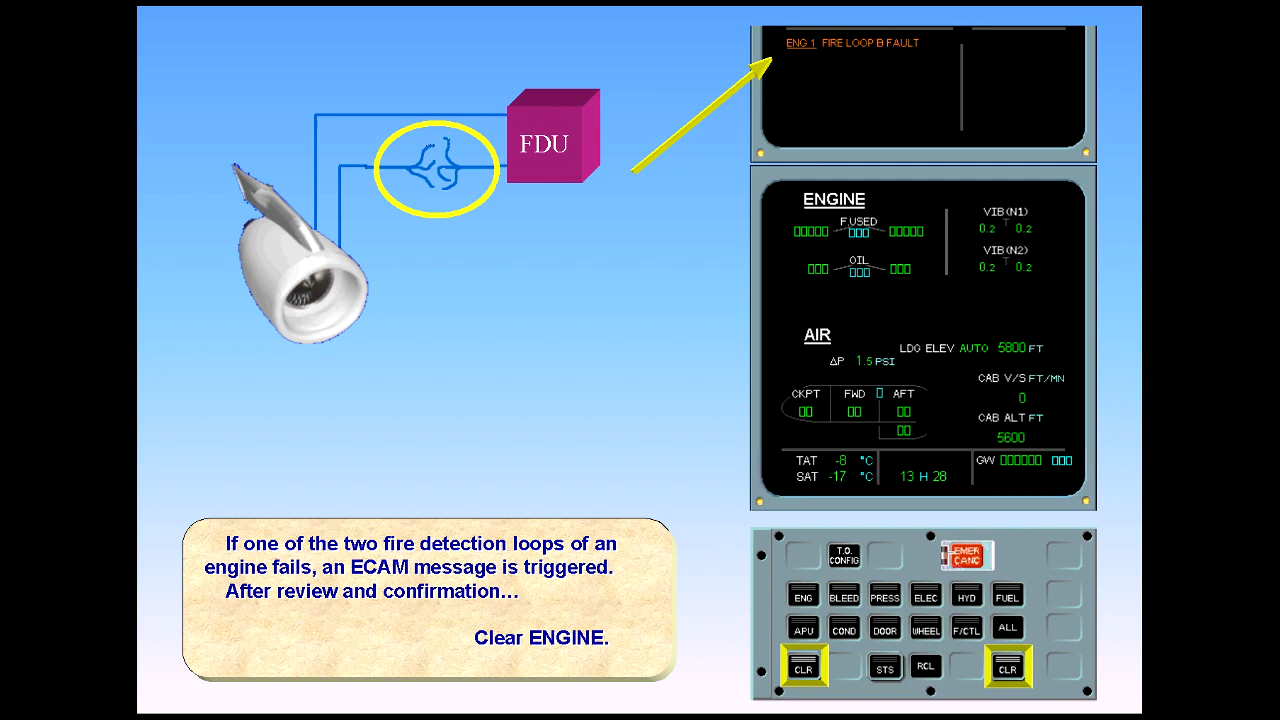 ENG 1 FIRE LOOP B FAULT
FDU
ENGINE
F.USED
VIB (N1)
0.2 0.2
OIL
VIB (N2)
0.2 0.2
AIR
LDG ELEV AUTO 5800 FT
ΔP 1.5 PSI
CAB V/S FT/MN
0
CKPT FWD AFT
CAB ALT FT
5600
TAT -8 °C
GW
SAT -17 °C
13 H 28
If one of the two fire detection loops of an
engine fails, an ECAM message is triggered.
After review and confirmation...
Clear ENGINE.
T.O.
CONFIG
EMER
CANC
ENG BLEED PRESS ELEC HYD FUEL
APU COND DOOR WHEEL F/CTL ALL
CLR STS RCL CLR